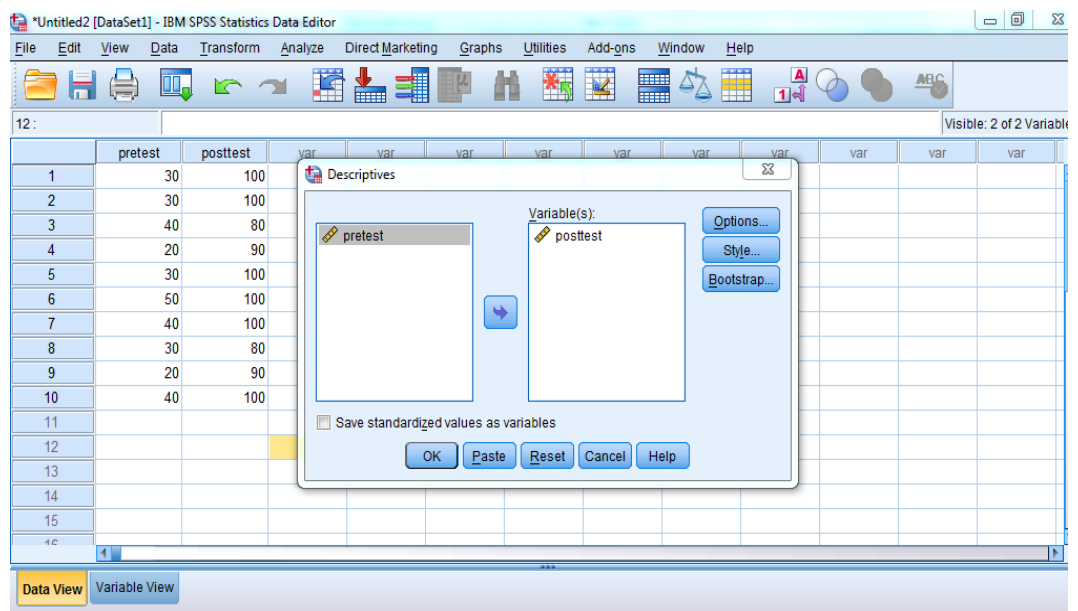 *Untitled2 [DataSet1] - IBM SPSS Statistics Data Editor
File Edit View Data Transform Analyze Direct Marketing Graphs Utilities Add-ons Window Help
A
1
ABC
12 :
Visible: 2 of 2 Variable
pretest posttest var var var var var var var var var var
1 30 100
2 30 100
3 40 80
4 20 90
5 30 100
6 50 100
7 40 100
8 30 80
9 20 90
10 40 100
11
12
13
14
15
16
Descriptives
Variable(s):
pretest
posttest
Options...
Style...
Bootstrap...
Save standardized values as variables
OK Paste Reset Cancel Help
Data View Variable View